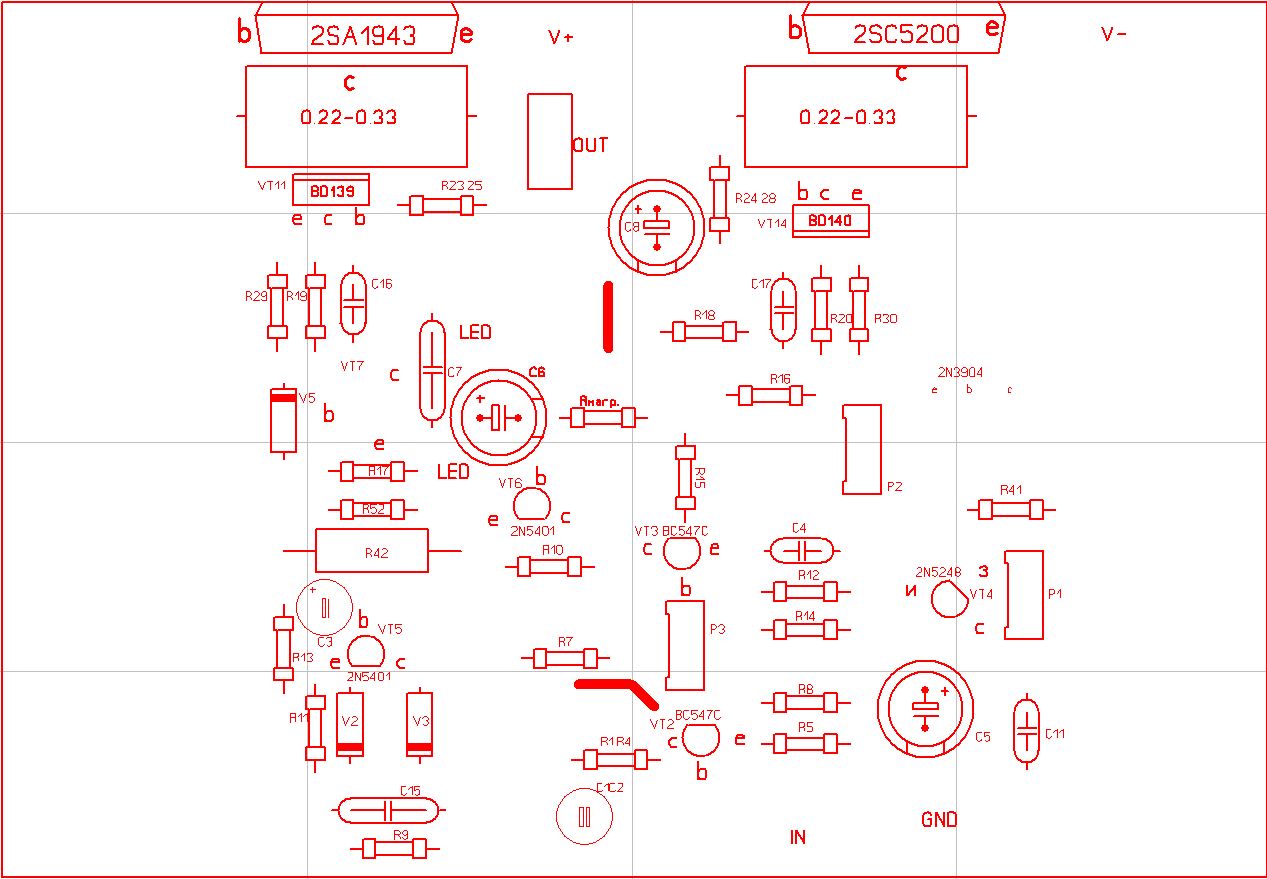 b 2SA1943 e V+ b 2SC5200 e V-
c c
0.22-0.33 OUT 0.22-0.33
VT11 BD139 R23 25
e c b
R24 28 b c e
C8 + VT14 BD140
R29 R19 C16 C17
LED R18 R20 R30
VT7 c C7 C6 2N3904
V5 b + R16 e b c
e R17 LED
VT6 b R15 P2
R52 e c R41
2N5401 VT3 BC547C C4
R42 R10 c e
b R12 2N5248 З
+ И VT4 P1
C3 b VT5 R14 c
R13 e c R7 P3
2N5401
R11 V2 V3 R8 +
VT2 BC547C
c e R5 C5 C11
R1 R4 b
C15 C1C2
R9 IN GND